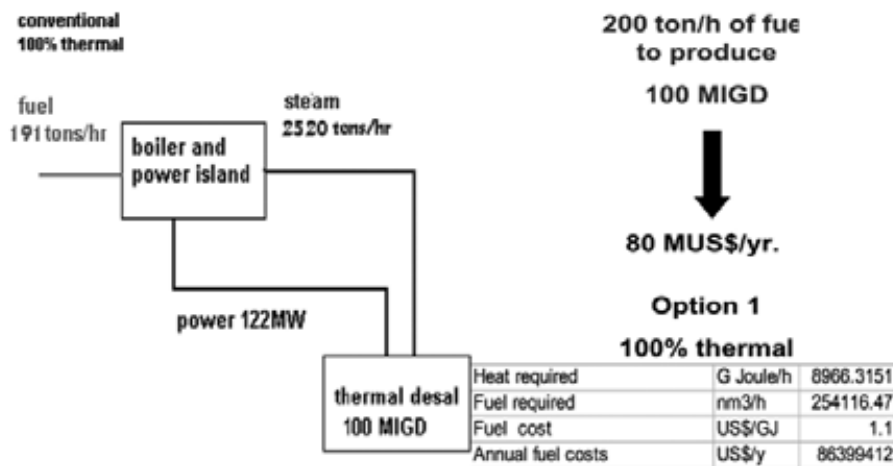 conventional
100% thermal
200 ton/h of fue
to produce
100 MIGD
fuel
191 tons/hr
steam
2520 tons/hr
boiler and
power island
80 MUS$/yr.
power 122MW
Option 1
100% thermal
thermal desal
100 MIGD
Heat required G Joule/h 8966.3151
Fuel required nm3/h 254116.47
Fuel cost US$/GJ 1.1
Annual fuel costs US$/y 86399412